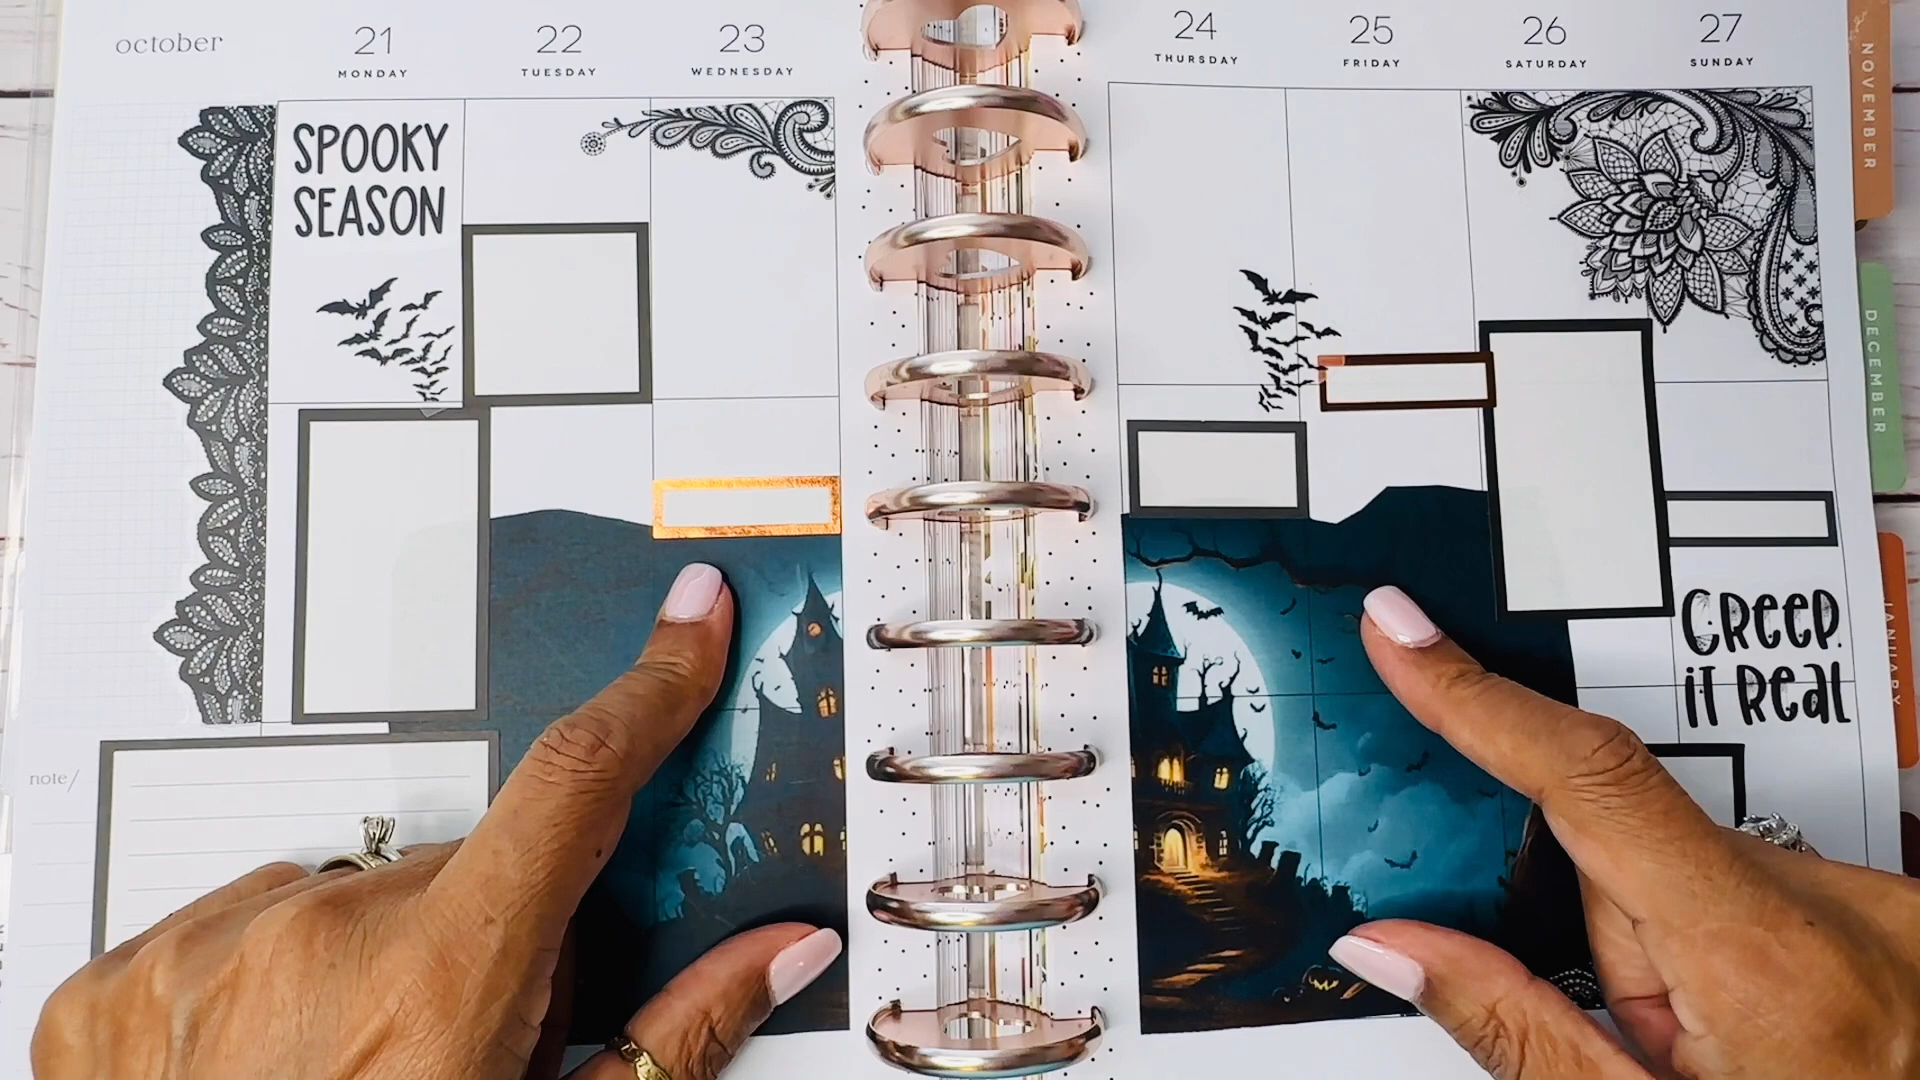 october
21
MONDAY
22
TUESDAY
23
WEDNESDAY
24
THURSDAY
25
FRIDAY
26
SATURDAY
27
SUNDAY
SPOOKY
SEASON
CREEP
IT REAL
note/
NOVEMBER
DECEMBER
JANUARY